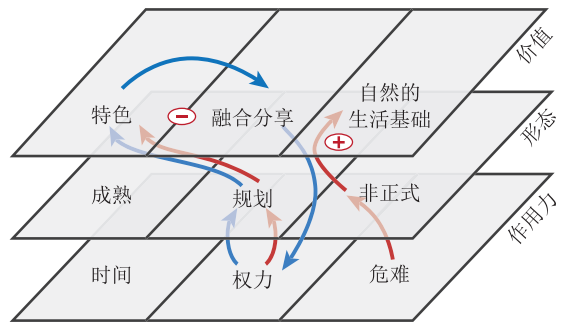 价值
特色
融合分享
自然的
生活基础
形态
成熟
规划
非正式
作用力
时间
权力
危难